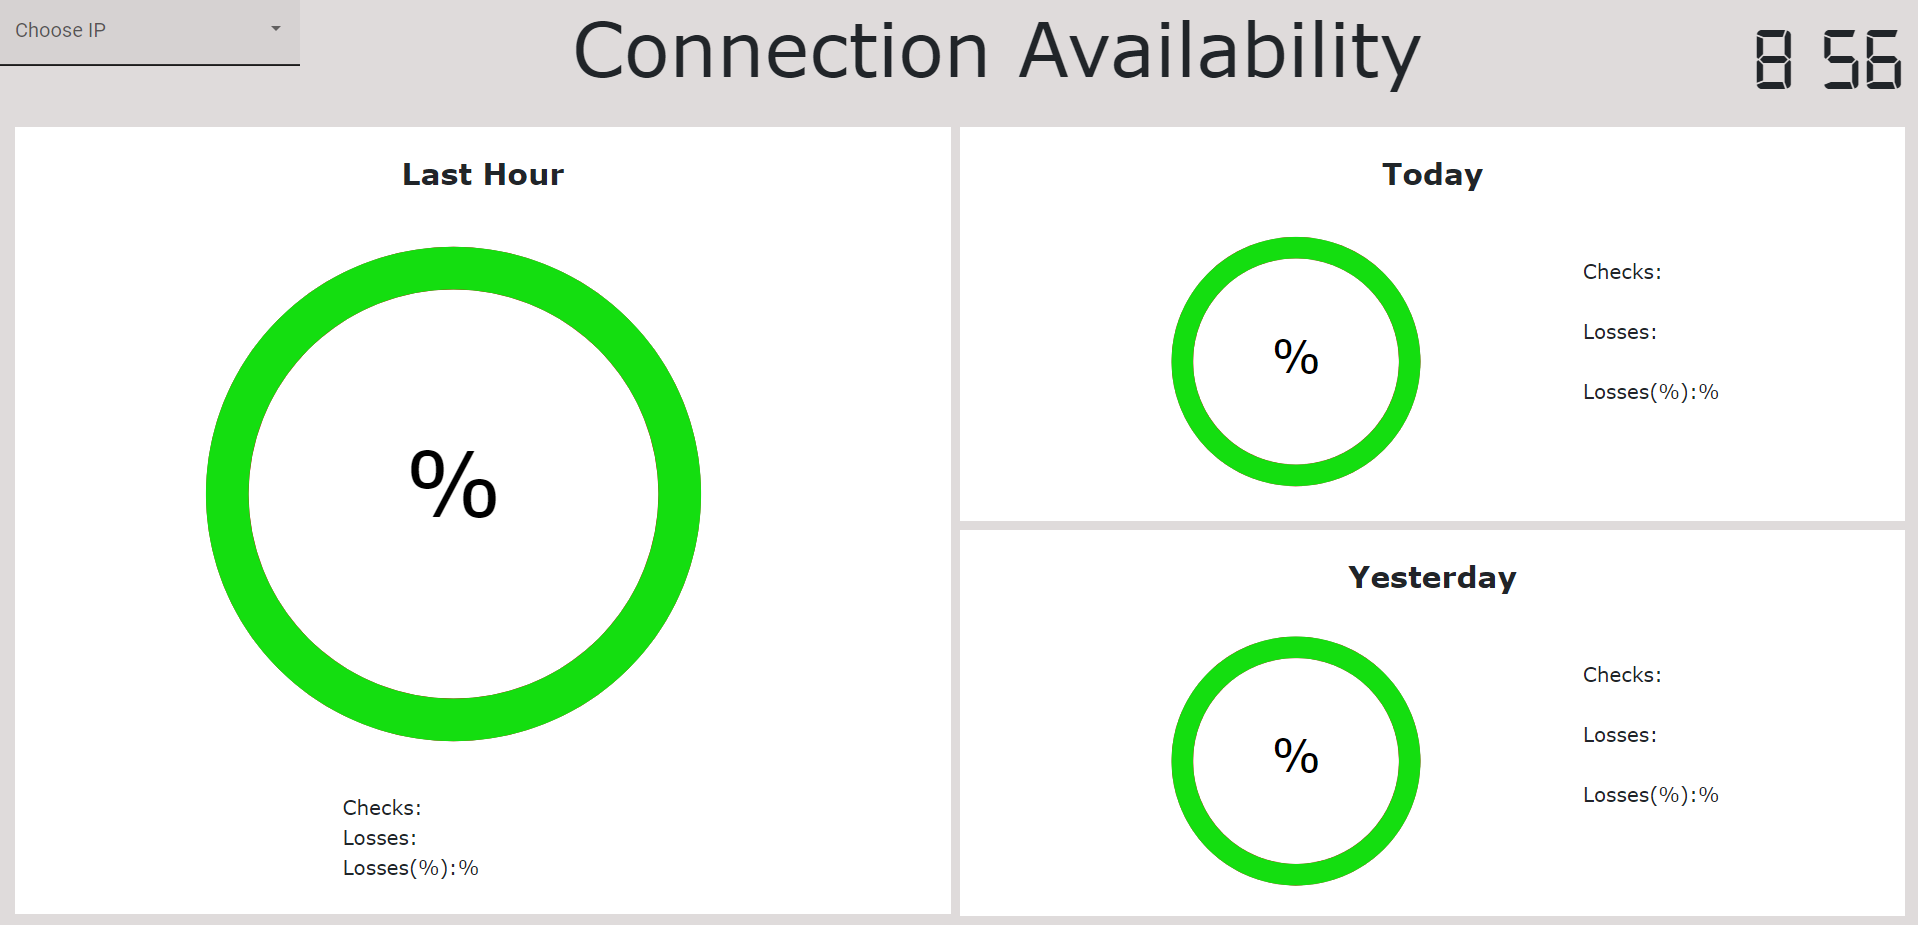 Choose IP
Connection Availability
8 56
Last Hour
%
Checks:
Losses:
Losses(%):%
Today
%
Checks:
Losses:
Losses(%):%
Yesterday
%
Checks:
Losses:
Losses(%):%